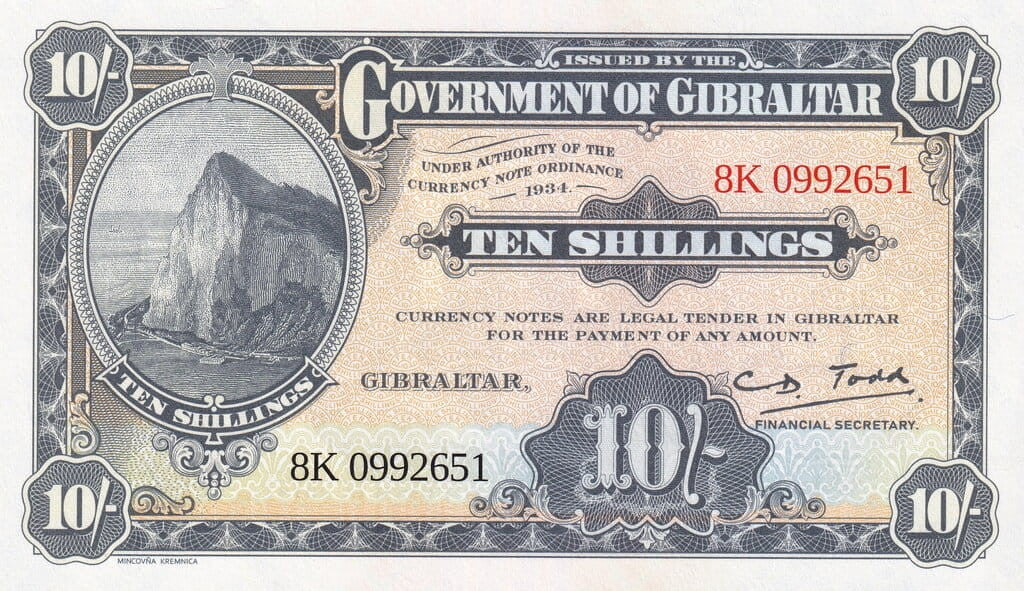 10/-
10/-
ISSUED BY THE
GOVERNMENT OF GIBRALTAR
UNDER AUTHORITY OF THE
CURRENCY NOTE ORDINANCE
1934.
8K 0992651
TEN SHILLINGS
CURRENCY NOTES ARE LEGAL TENDER IN GIBRALTAR
FOR THE PAYMENT OF ANY AMOUNT.
GIBRALTAR,
C. D. Todd
FINANCIAL SECRETARY.
TEN SHILLINGS
8K 0992651
10/-
10/-
10/-
MINCOVŇA KREMNICA